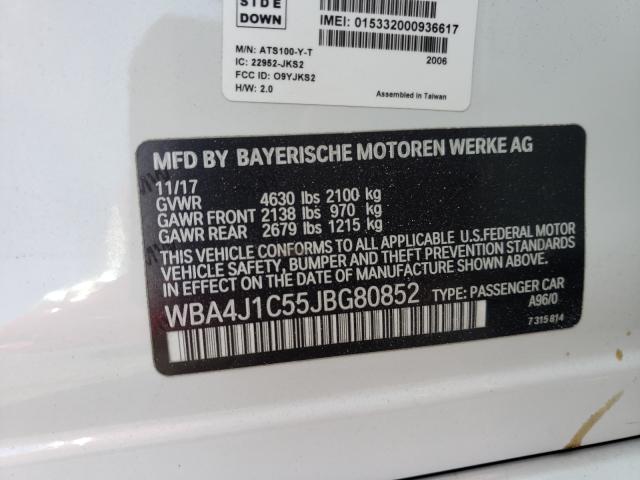 SIDE
DOWN
IMEI: 015332000936617
M/N: ATS100-Y-T
2006
IC: 22952-JKS2
FCC ID: O9YJKS2
H/W: 2.0
Assembled in Taiwan
MFD BY BAYERISCHE MOTOREN WERKE AG
11/17
GVWR 4630 lbs 2100 kg
GAWR FRONT 2138 lbs 970 kg
GAWR REAR 2679 lbs 1215 kg
THIS VEHICLE CONFORMS TO ALL APPLICABLE U.S.FEDERAL MOTOR
VEHICLE SAFETY, BUMPER AND THEFT PREVENTION STANDARDS
IN EFFECT ON THE DATE OF MANUFACTURE SHOWN ABOVE.
WBA4J1C55JBG80852 TYPE: PASSENGER CAR
A96/0
7 315 814